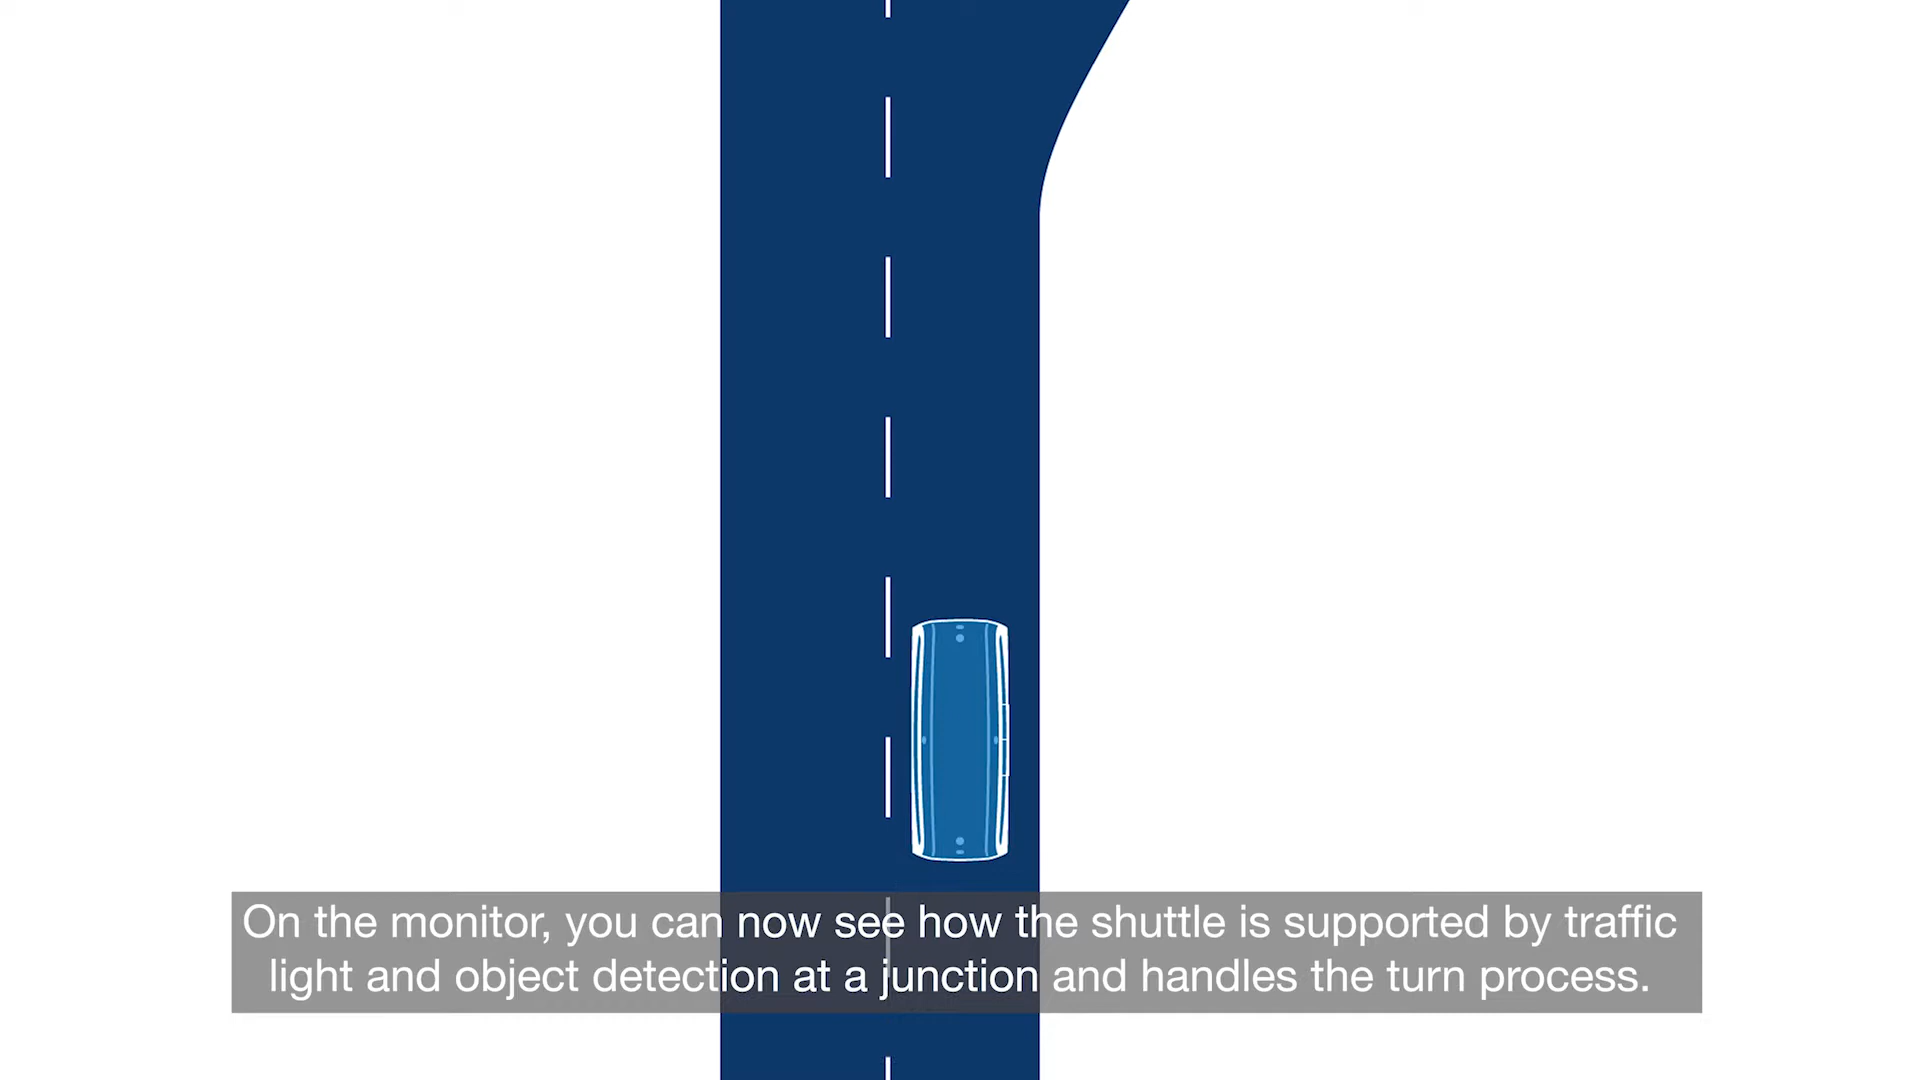 On the monitor, you can now see how the shuttle is supported by traffic
light and object detection at a junction and handles the turn process.